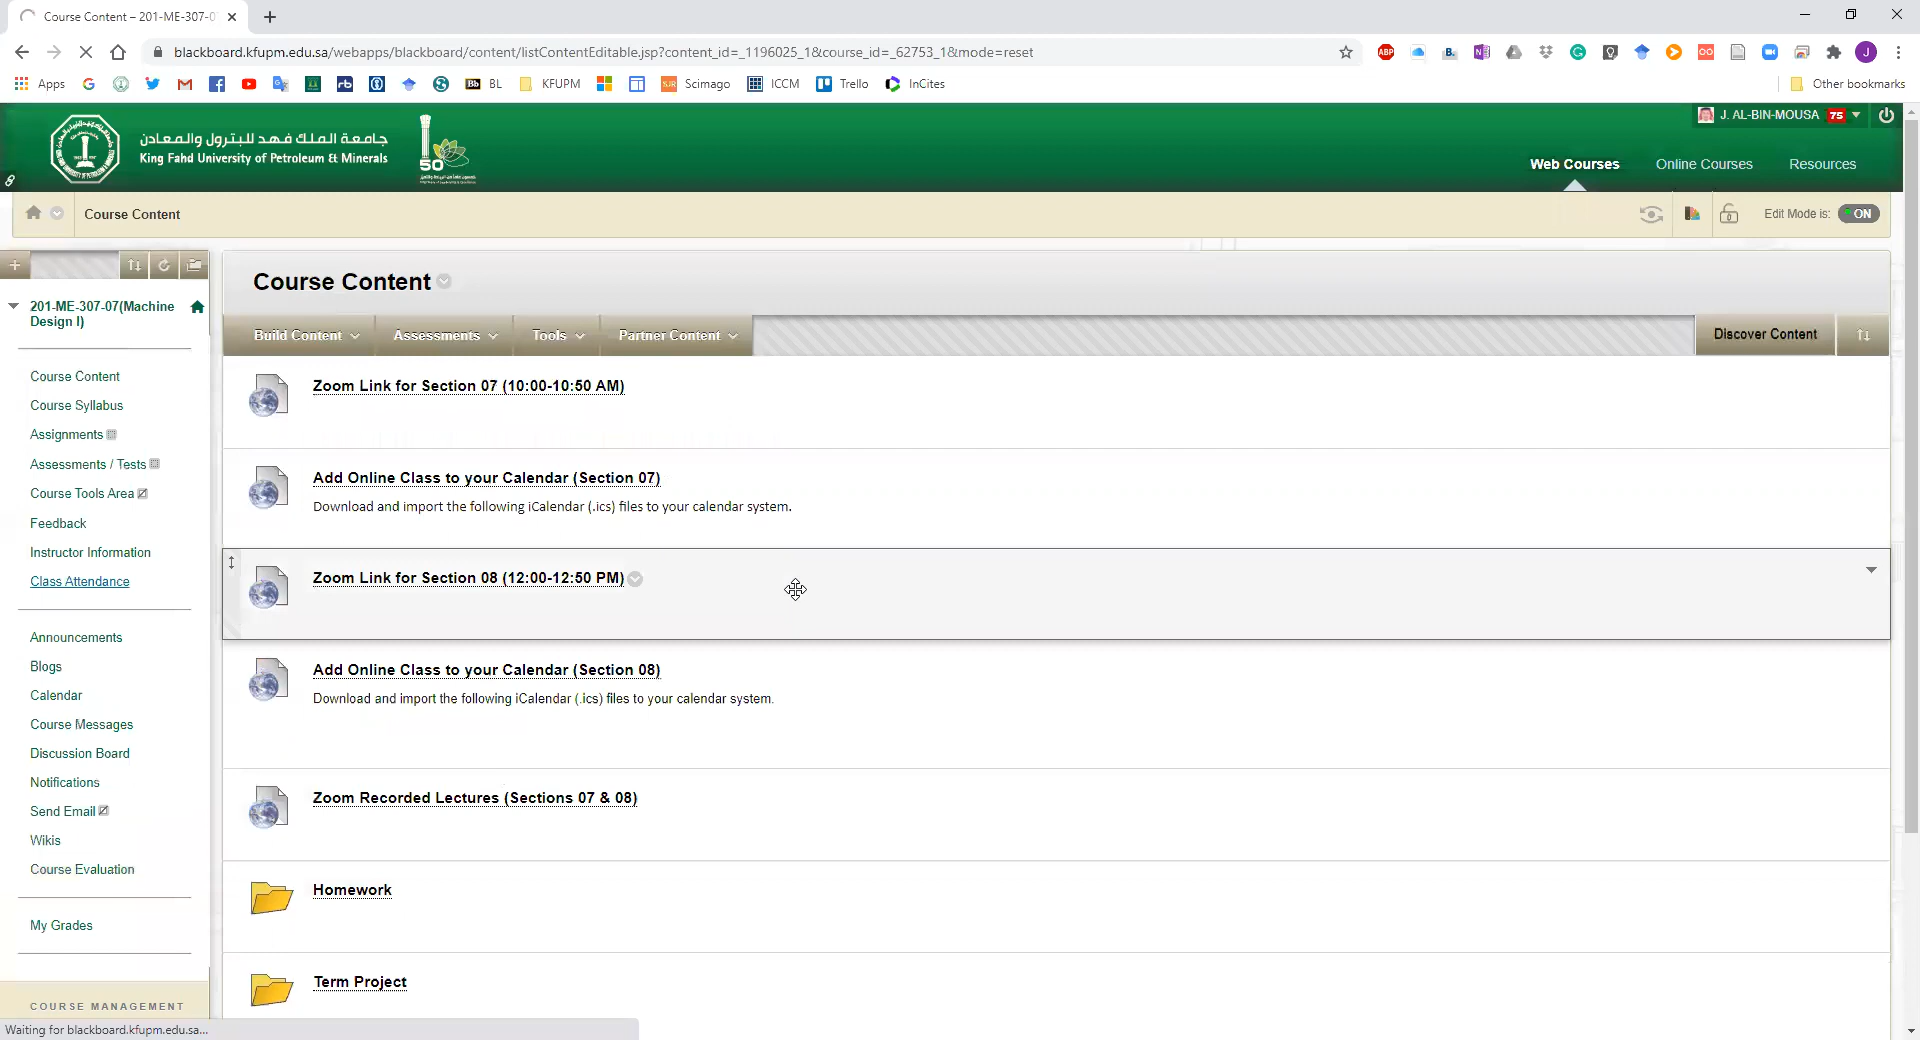 Course Content – 201-ME-307-0
blackboard.kfupm.edu.sa/webapps/blackboard/content/listContentEditable.jsp?content_id=_1196025_1&course_id=_62753_1&mode=reset
ABP
B.
J
Apps
rb
Bb BL
KFUPM
SJR Scimago
ICCM
Trello
InCites
Other bookmarks
جامعة الملك فهد للبترول والمعادن
King Fahd University of Petroleum & Minerals
50
J. AL-BIN-MOUSA 75
Web Courses
Online Courses
Resources
Course Content
Edit Mode is: ON
201-ME-307-07(Machine
Design I)
Course Content
Course Syllabus
Assignments
Assessments / Tests
Course Tools Area
Feedback
Instructor Information
Class Attendance
Announcements
Blogs
Calendar
Course Messages
Discussion Board
Notifications
Send Email
Wikis
Course Evaluation
My Grades
COURSE MANAGEMENT
Course Content
Build Content
Assessments
Tools
Partner Content
Discover Content
Zoom Link for Section 07 (10:00-10:50 AM)
Add Online Class to your Calendar (Section 07)
Download and import the following iCalendar (.ics) files to your calendar system.
Zoom Link for Section 08 (12:00-12:50 PM)
Add Online Class to your Calendar (Section 08)
Download and import the following iCalendar (.ics) files to your calendar system.
Zoom Recorded Lectures (Sections 07 & 08)
Homework
Term Project
Waiting for blackboard.kfupm.edu.sa...